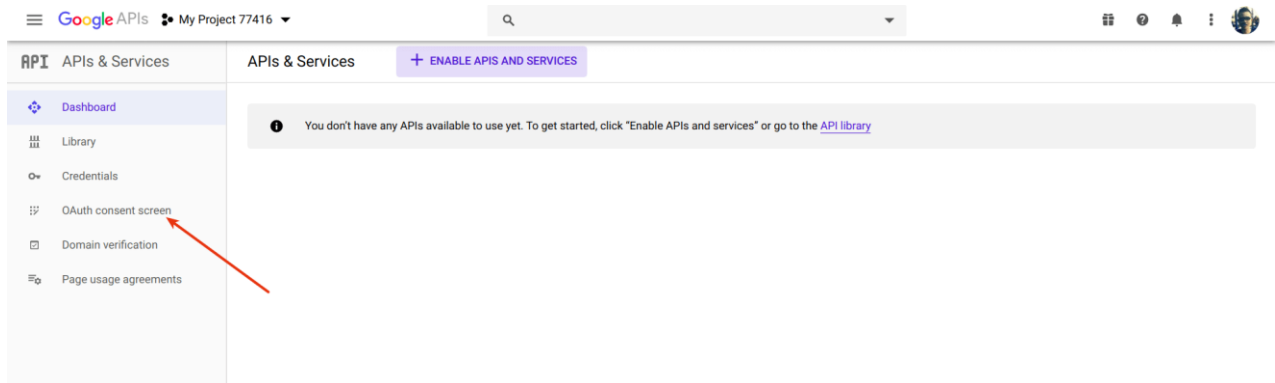 Google APIs My Project 77416
API APIs & Services
APIs & Services + ENABLE APIS AND SERVICES
Dashboard
You don't have any APIs available to use yet. To get started, click "Enable APIs and services" or go to the API library
Library
Credentials
OAuth consent screen
Domain verification
Page usage agreements